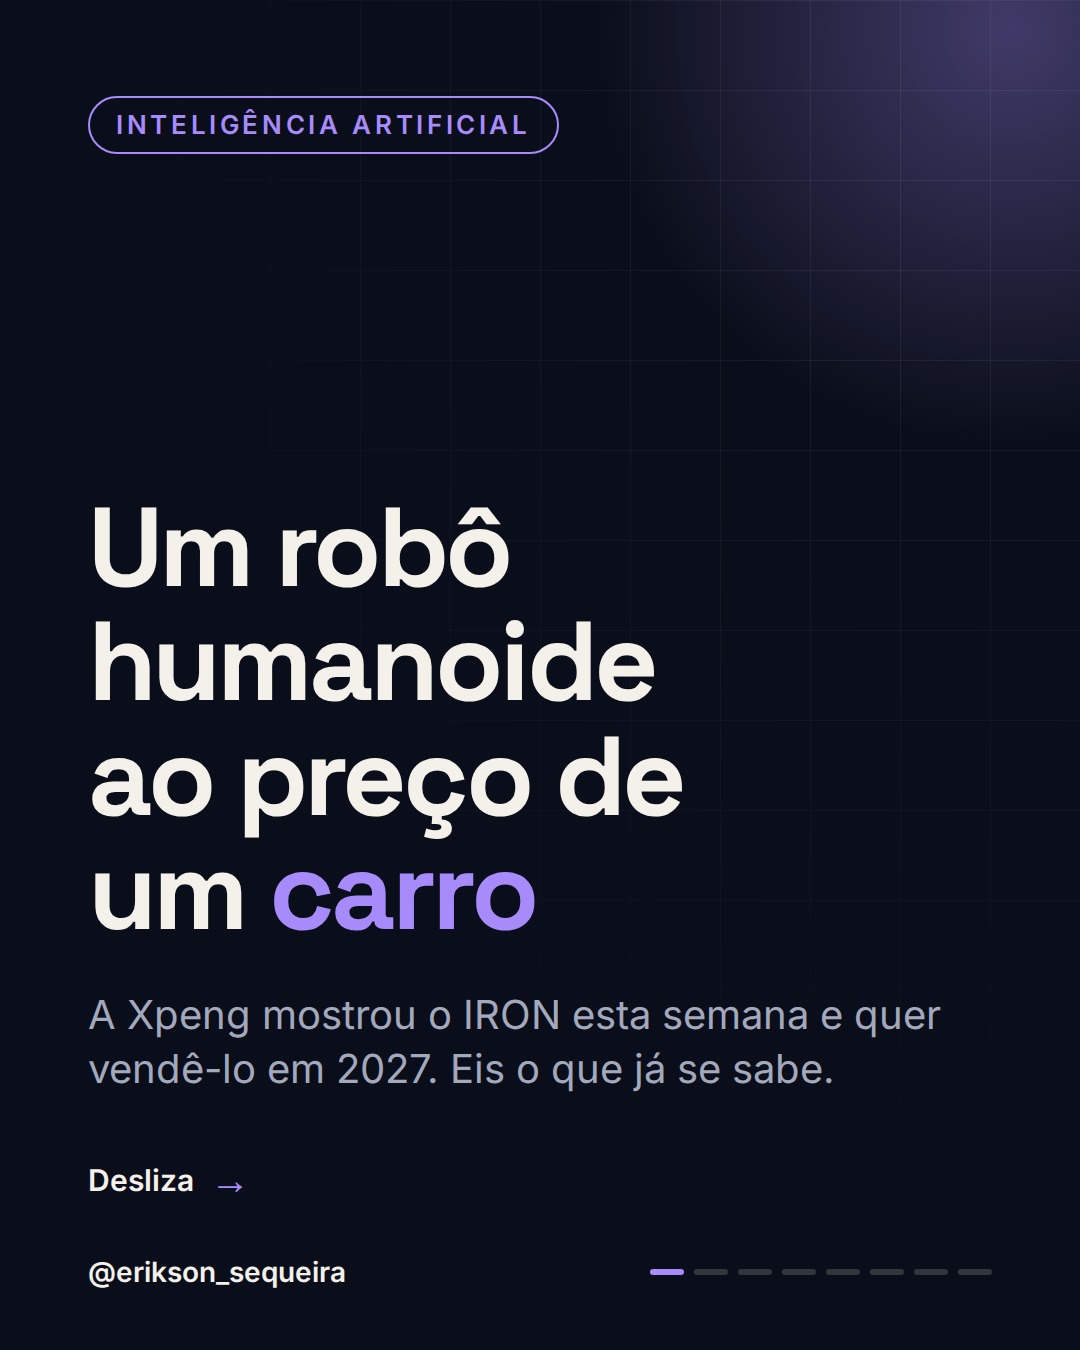 INTELIGÊNCIA ARTIFICIAL
Um robô
humanoide
ao preço de
um carro
A Xpeng mostrou o IRON esta semana e quer
vendê-lo em 2027. Eis o que já se sabe.
Desliza →
@erikson_sequeira